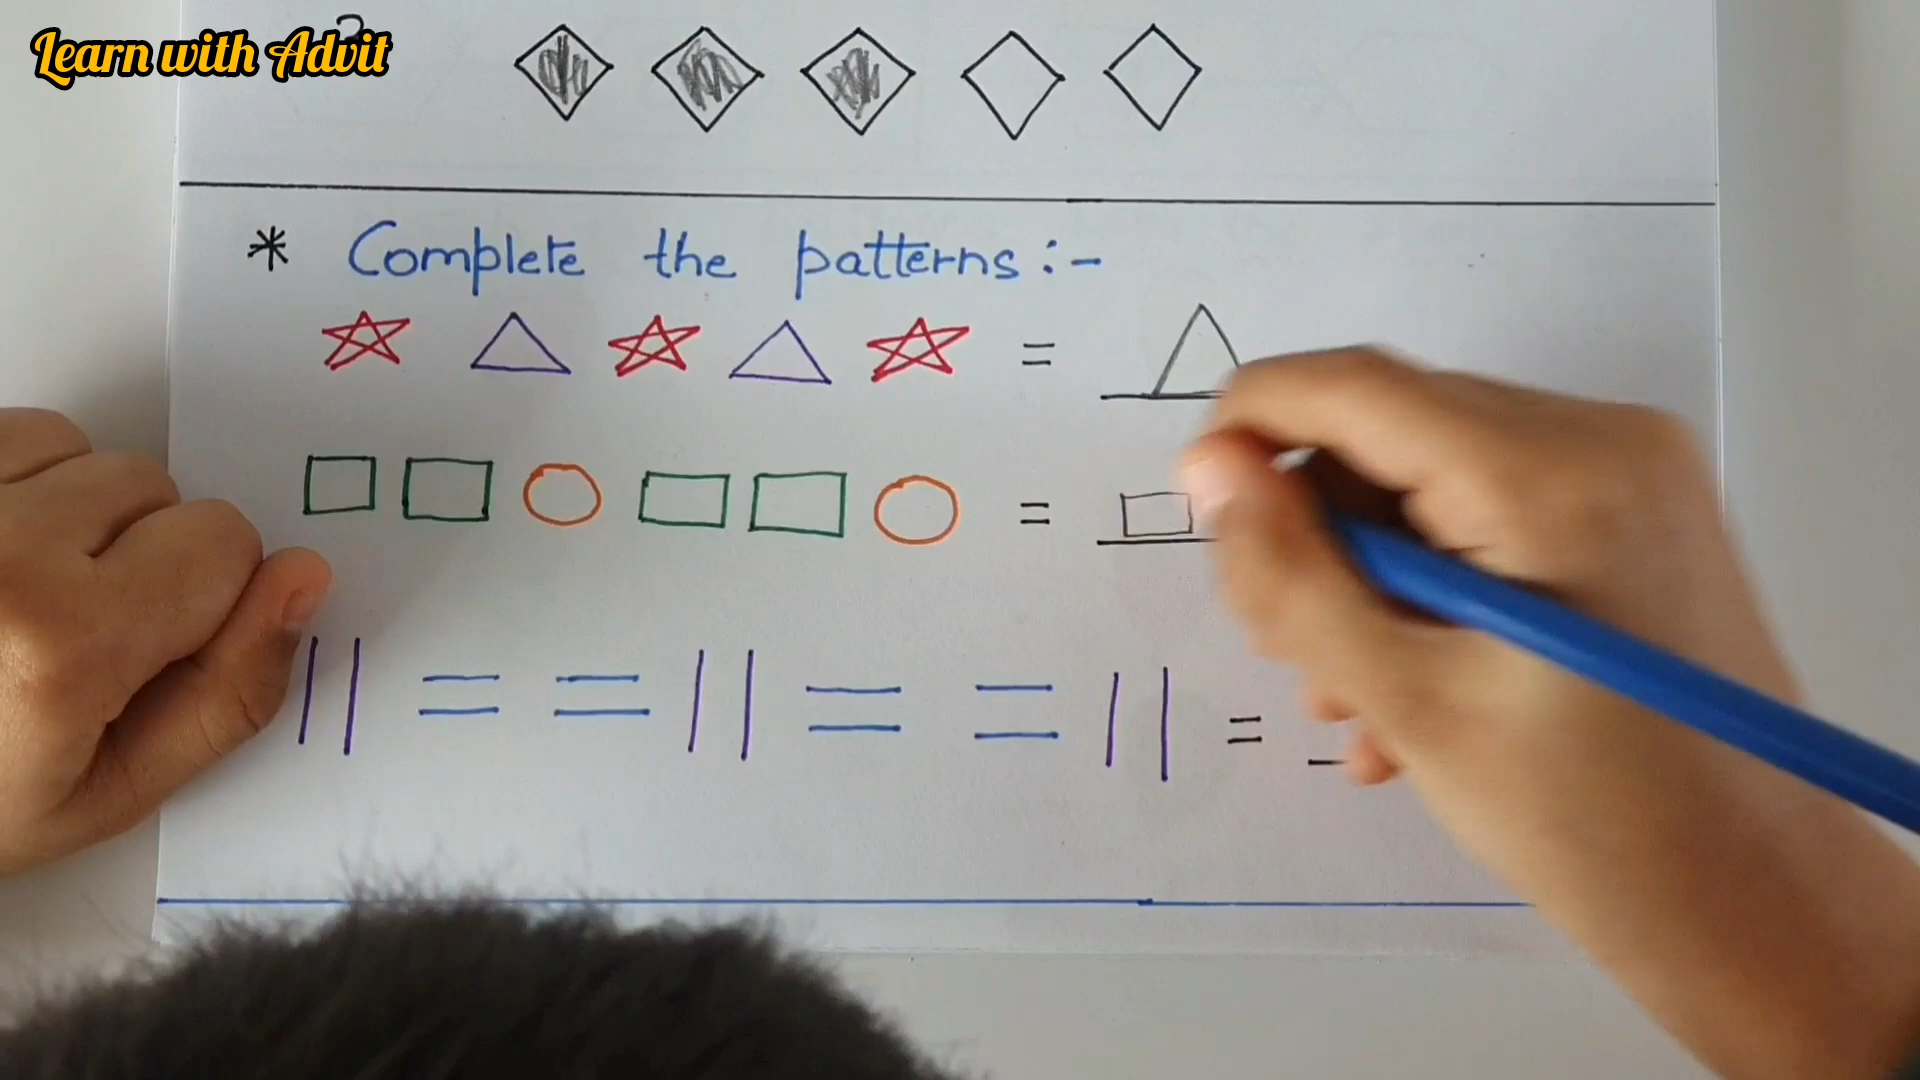 Learn with Advit
* Complete the patterns :-
=
=
=